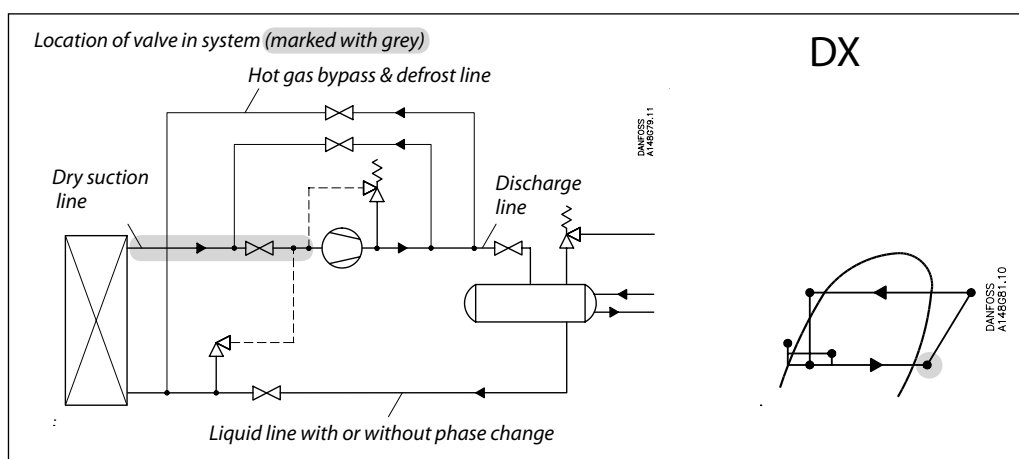 Location of valve in system (marked with grey)
DX
Hot gas bypass & defrost line
DANFOSS
A148G79.11
Dry suction
line
Discharge
line
DANFOSS
A148G81.10
Liquid line with or without phase change